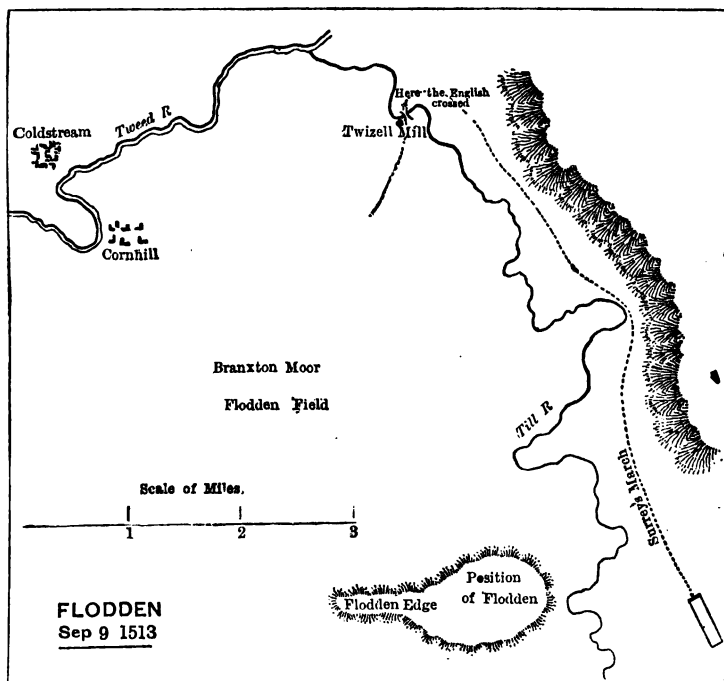 Here the English
crossed
Tweed R
Coldstream
Twizell Mill
Cornhill
Branxton Moor
Flodden Field
Till R
Surrey's March
Scale of Miles.
1 2 3
Position
of Flodden
Flodden Edge
FLODDEN
Sep 9 1513